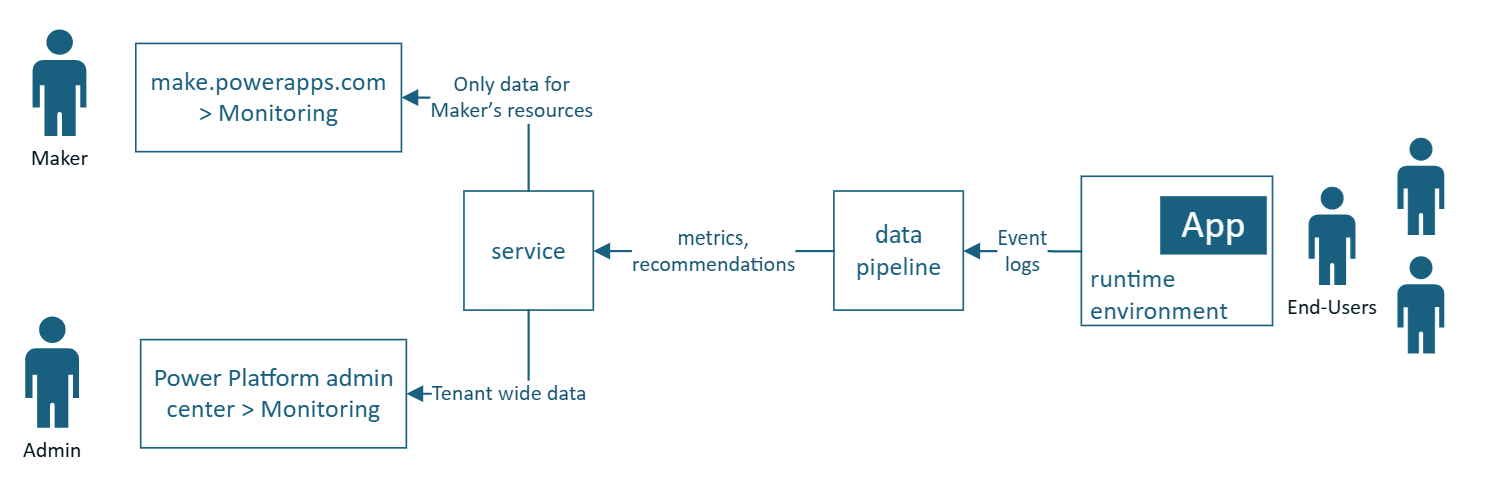 make.powerapps.com
> Monitoring
Maker
Only data for
Maker's resources
service
metrics,
recommendations
data
pipeline
Event
logs
App
runtime
environment
End-Users
Power Platform admin
center > Monitoring
Tenant wide data
Admin